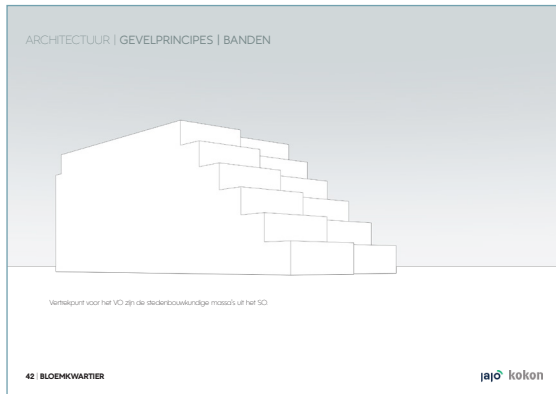 ARCHITECTUUR | GEVELPRINCIPES | BANDEN
Vertrekpunt voor het VO zijn de stedenbouwkundige massa's uit het SO
42 | BLOEMKWARTIER
jajo kokon